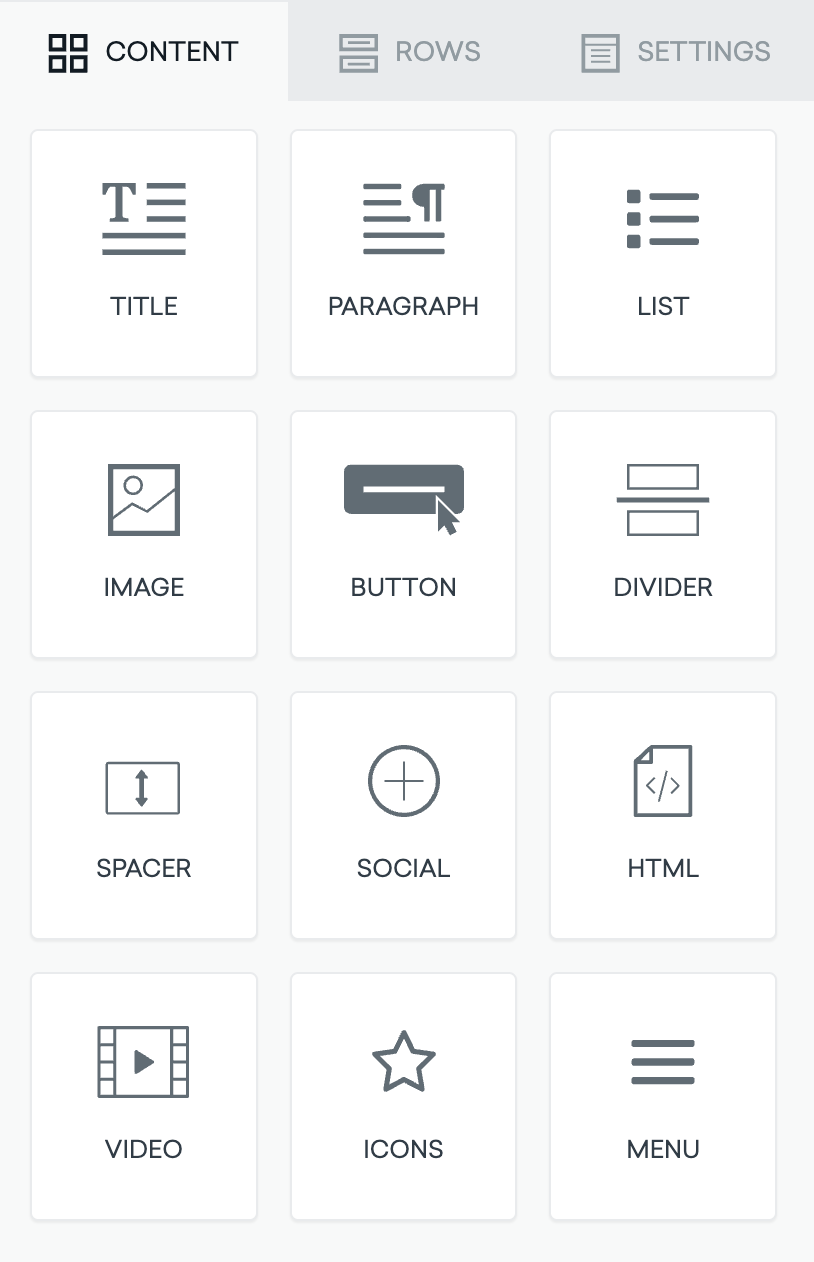 CONTENT ROWS SETTINGS
TITLE PARAGRAPH LIST
IMAGE BUTTON DIVIDER
SPACER SOCIAL HTML
VIDEO ICONS MENU